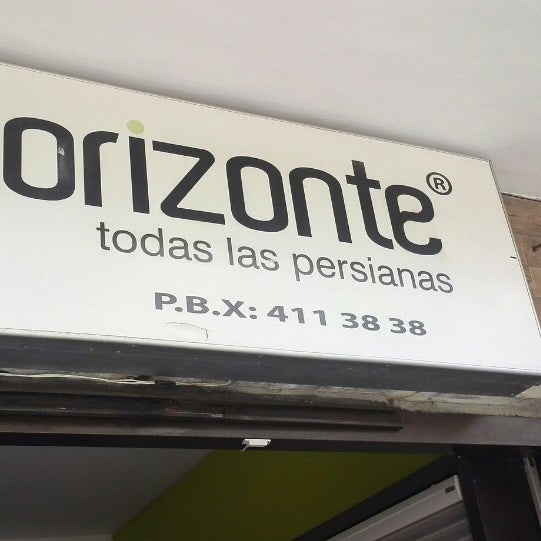 orizonte®
todas las persianas
P.B.X: 411 38 38